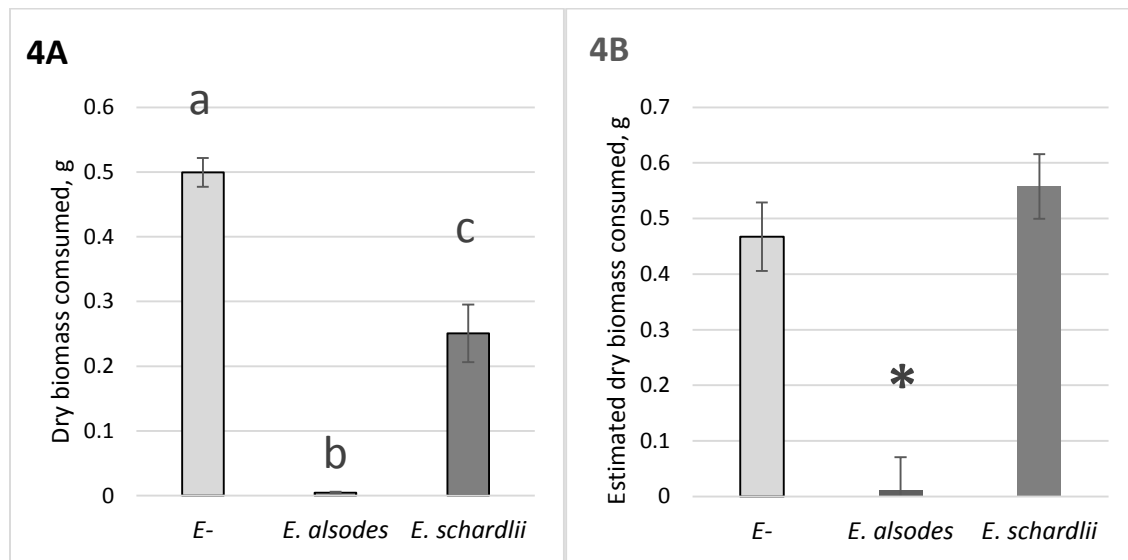 4A
Dry biomass comsumed, g
0.6
0.5
0.4
0.3
0.2
0.1
0
a
b
c
E-
E. alsodes
E. schardlii
4B
Estimated dry biomass consumed, g
0.7
0.6
0.5
0.4
0.3
0.2
0.1
0
*
E-
E. alsodes
E. schardlii